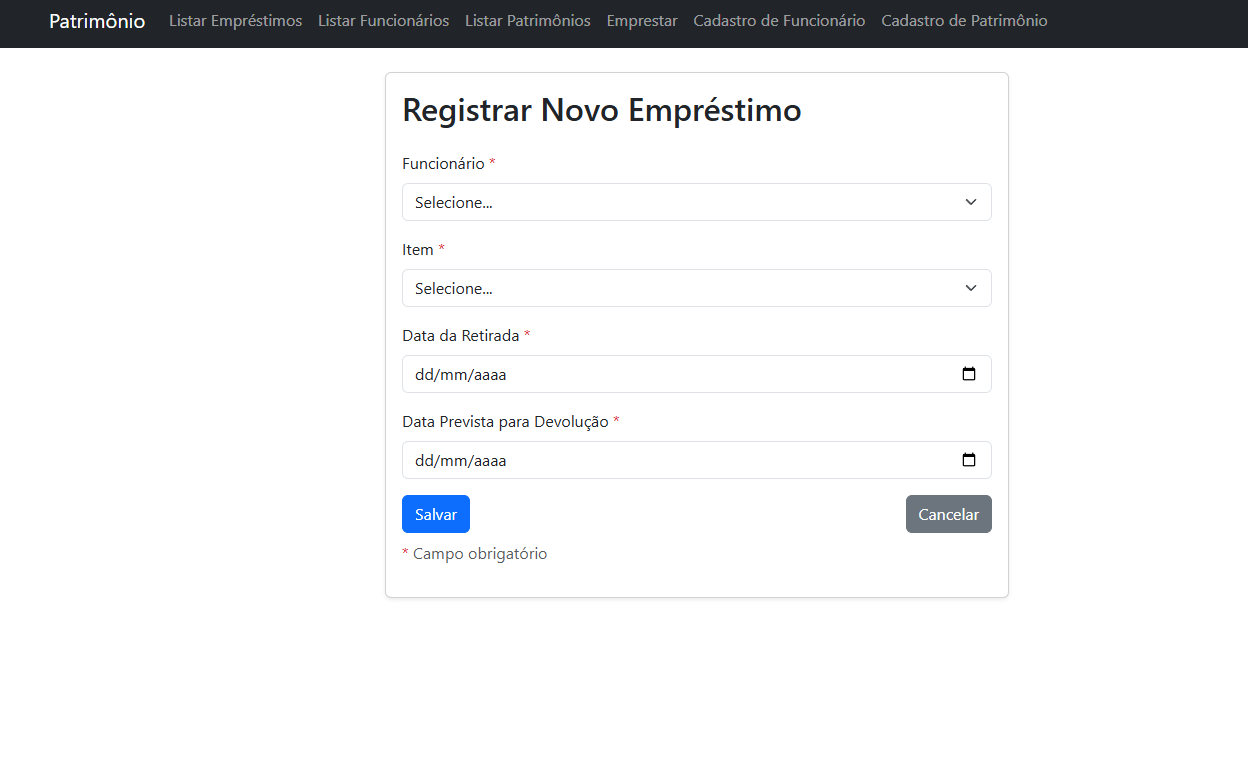 Patrimônio Listar Empréstimos Listar Funcionários Listar Patrimônios Emprestar Cadastro de Funcionário Cadastro de Patrimônio
Registrar Novo Empréstimo
Funcionário *
Selecione...
Item *
Selecione...
Data da Retirada *
dd/mm/aaaa
Data Prevista para Devolução *
dd/mm/aaaa
Salvar Cancelar
* Campo obrigatório